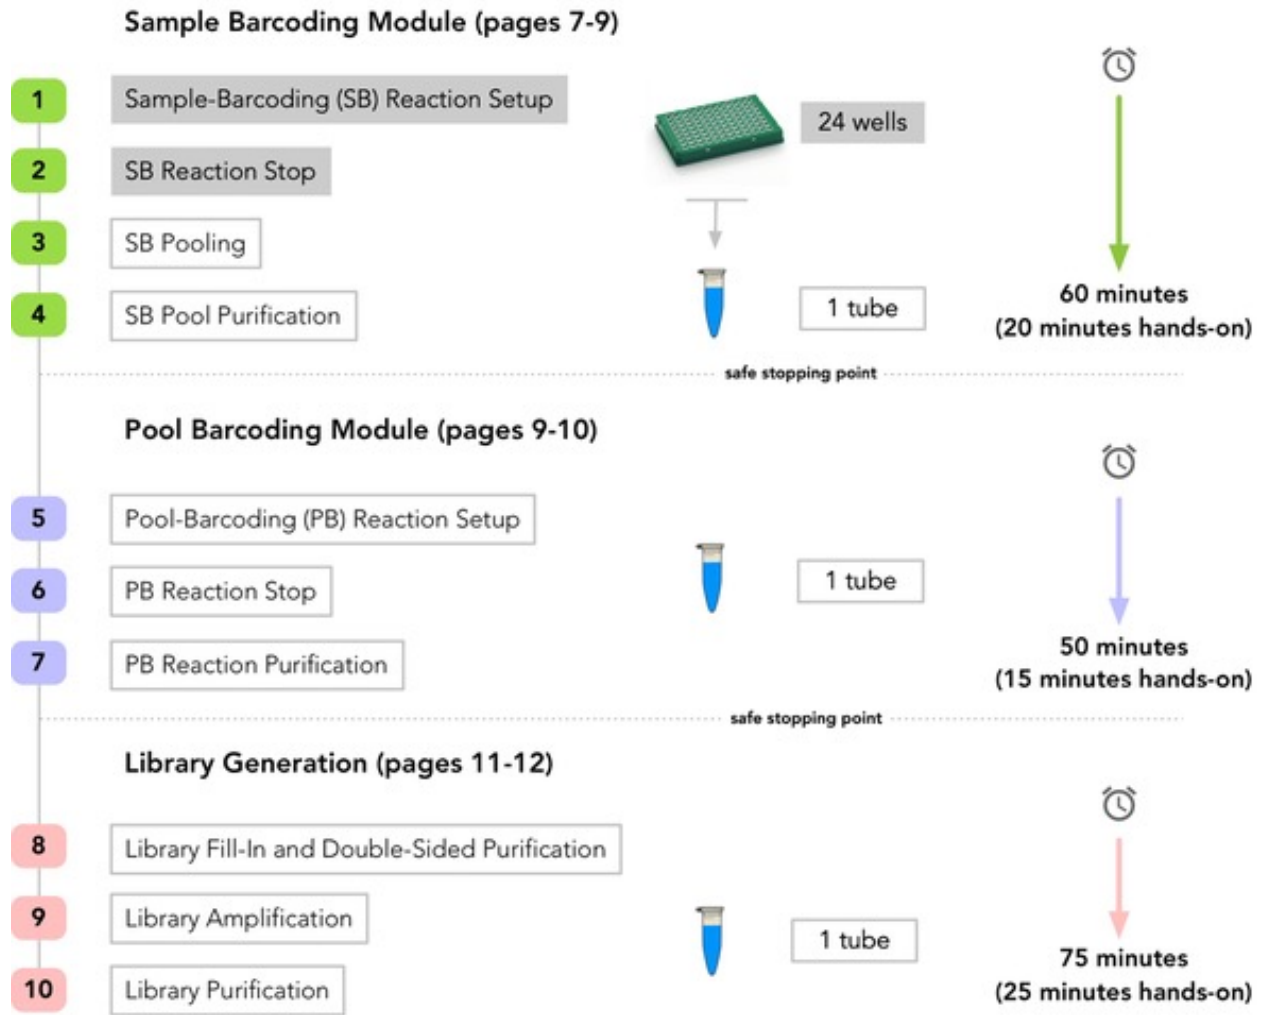 Sample Barcoding Module (pages 7-9)
1
Sample-Barcoding (SB) Reaction Setup
24 wells
2
SB Reaction Stop
3
SB Pooling
4
SB Pool Purification
1 tube
60 minutes
(20 minutes hands-on)
safe stopping point
Pool Barcoding Module (pages 9-10)
5
Pool-Barcoding (PB) Reaction Setup
6
PB Reaction Stop
1 tube
7
PB Reaction Purification
50 minutes
(15 minutes hands-on)
safe stopping point
Library Generation (pages 11-12)
8
Library Fill-In and Double-Sided Purification
9
Library Amplification
1 tube
10
Library Purification
75 minutes
(25 minutes hands-on)